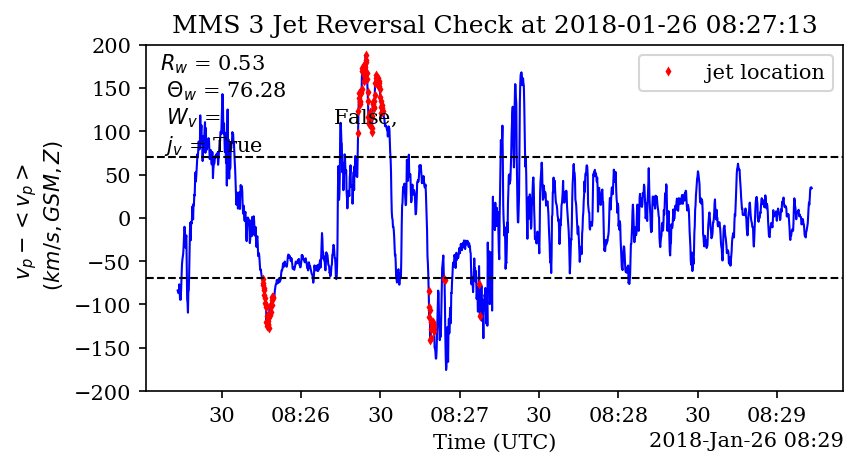 MMS 3 Jet Reversal Check at 2018-01-26 08:27:13
R_w = 0.53
Θ_w = 76.28
W_v = False,
j_v = True
jet location
200
150
100
50
0
−50
−100
−150
−200
v_p − < v_p >
(km/s, GSM, Z)
30 08:26 30 08:27 30 08:28 30 08:29
Time (UTC)
2018-Jan-26 08:29